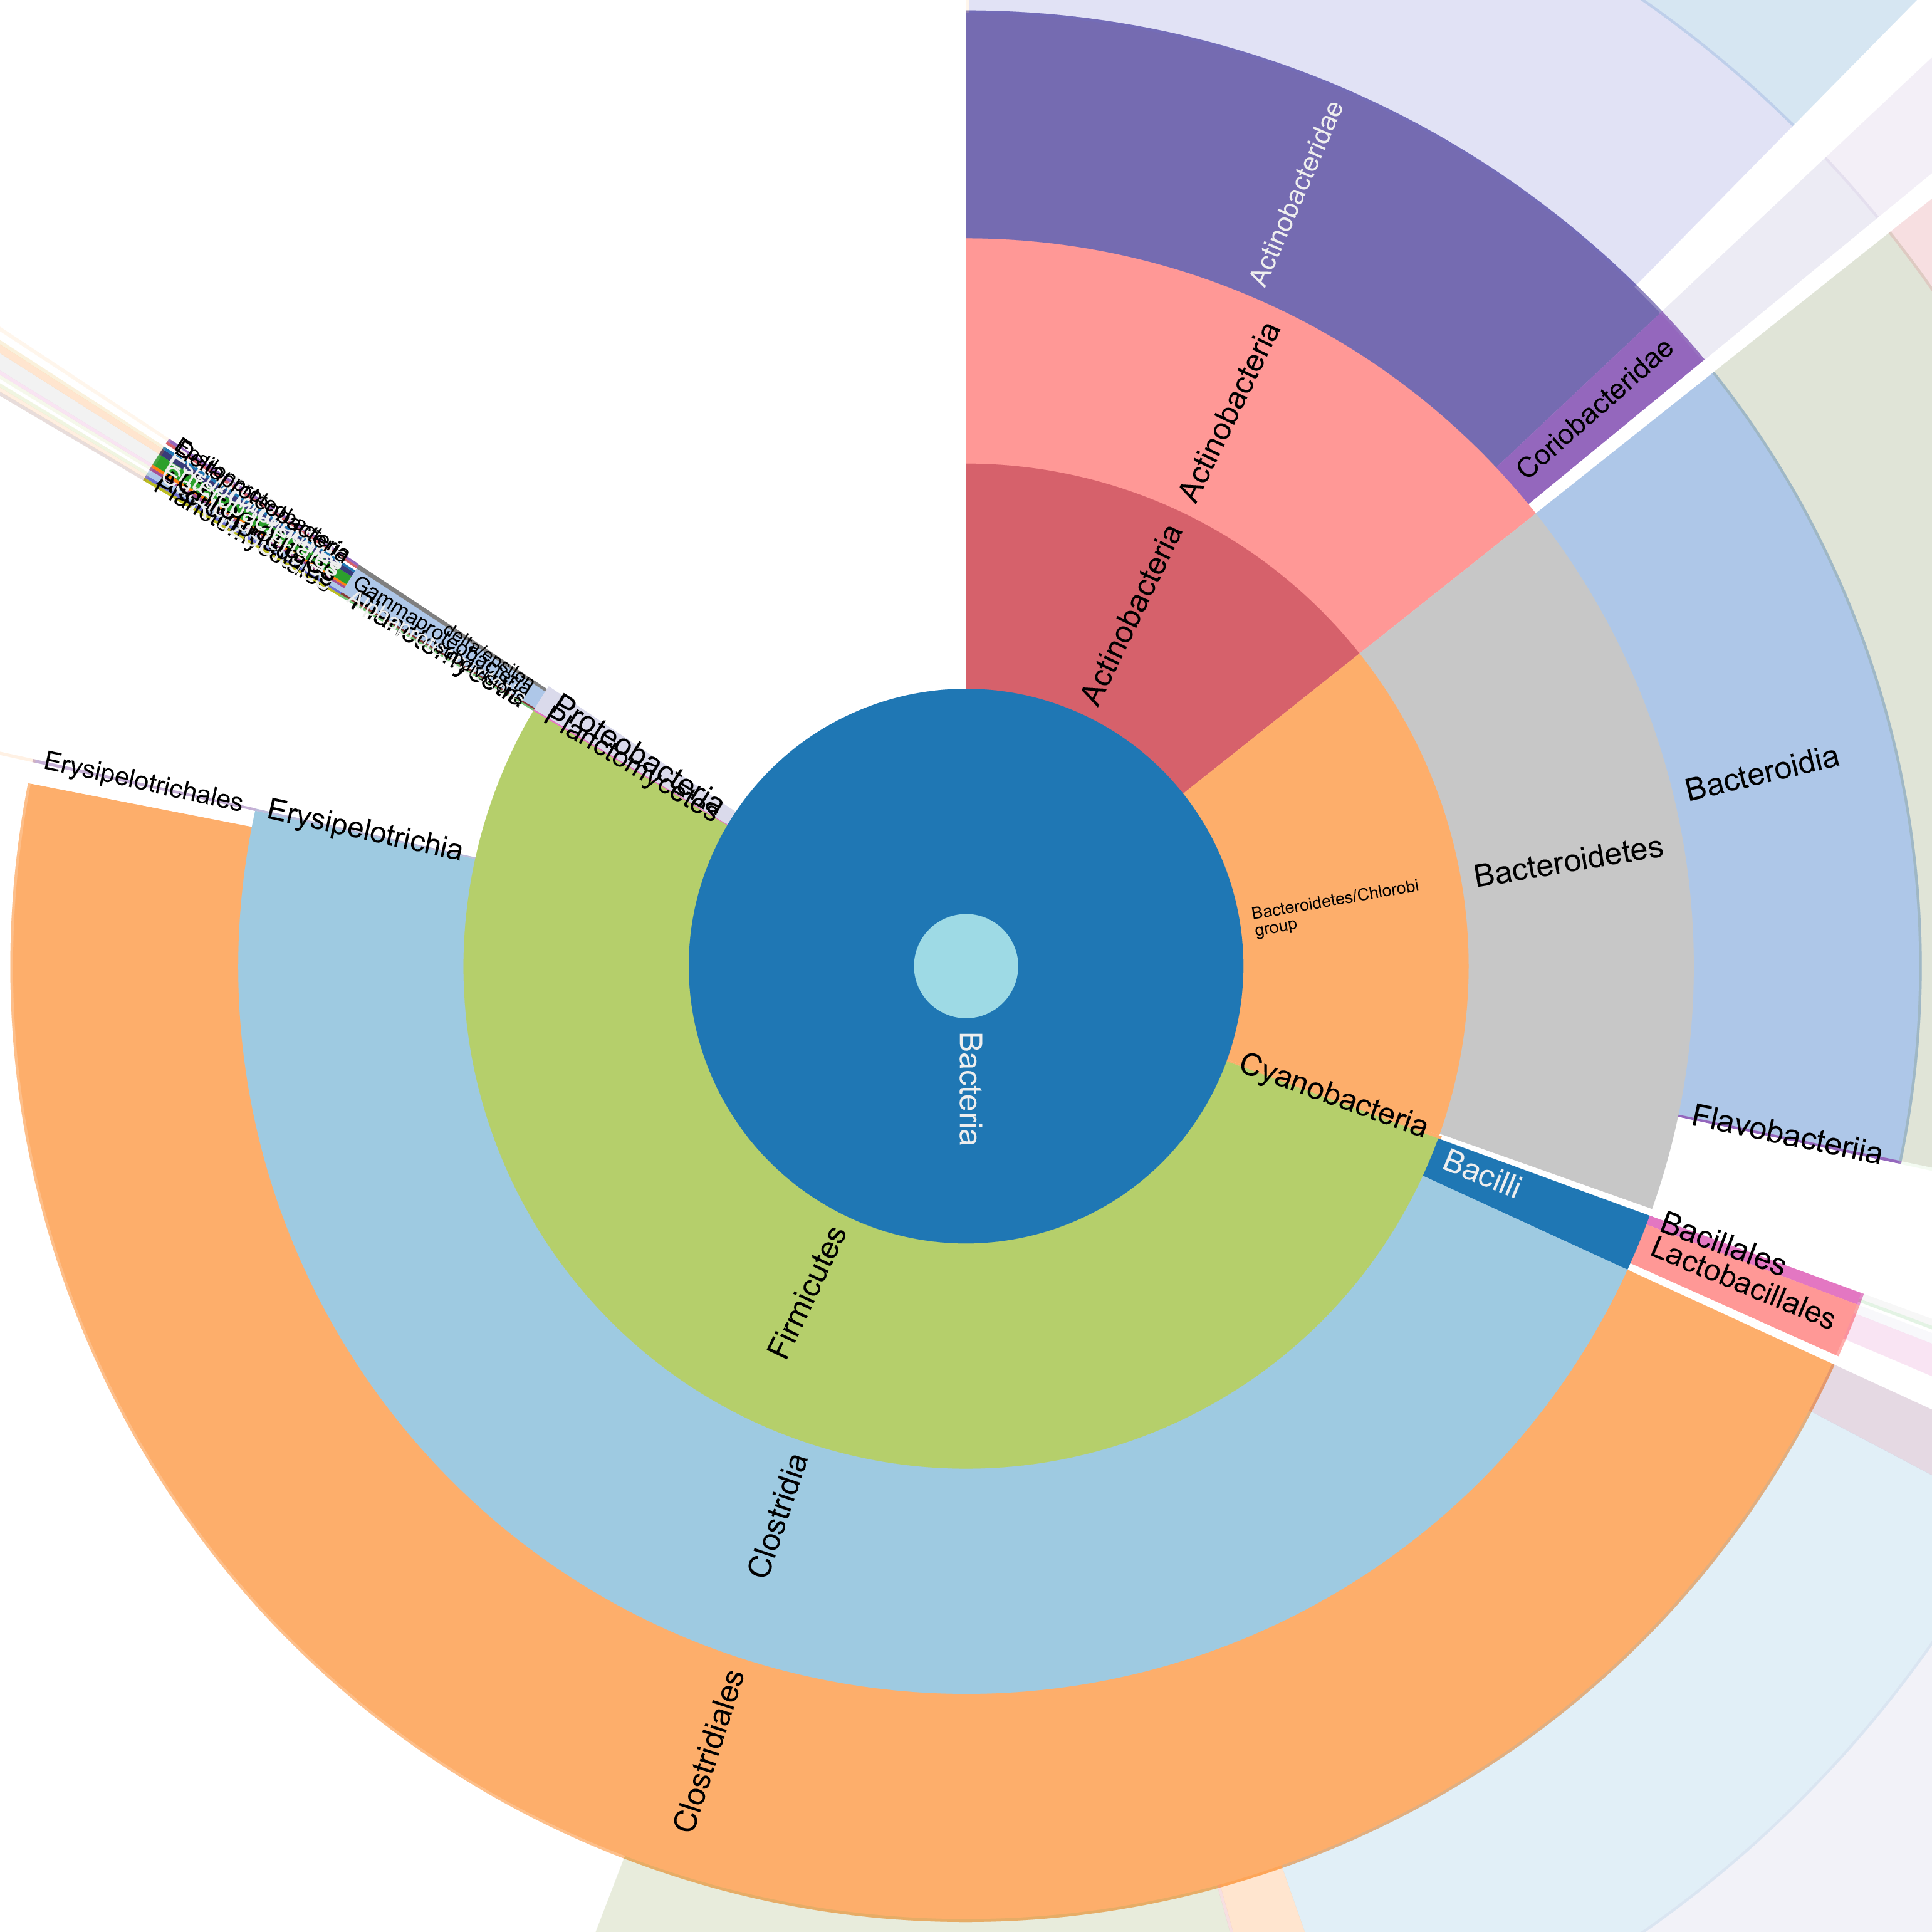 Actinobacteridae
Actinobacteria
Coriobacteridae
Actinobacteria
Bacteroidia
Bacteroidetes
Bacteroidetes/Chlorobi
group
Cyanobacteria
Flavobacteriia
Bacilli
Bacillales
Lactobacillales
Bacteria
Firmicutes
Clostridia
Clostridiales
Erysipelotrichales
Erysipelotrichia
Proteobacteria
Planctomycetes
Gammaproteobacteria
delta/epsilon